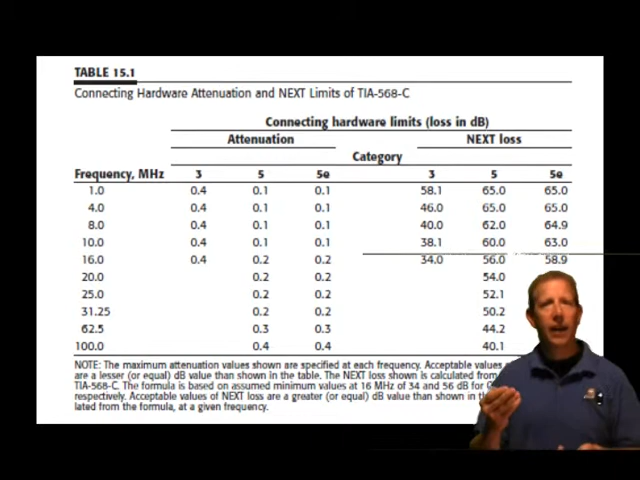 TABLE 15.1
Connecting Hardware Attenuation and NEXT Limits of TIA-568-C
Connecting hardware limits (loss in dB)
Attenuation NEXT loss
Category
Frequency, MHz 3 5 5e 3 5 5e
1.0 0.4 0.1 0.1 58.1 65.0 65.0
4.0 0.4 0.1 0.1 46.0 65.0 65.0
8.0 0.4 0.1 0.1 40.0 62.0 64.9
10.0 0.4 0.1 0.1 38.1 60.0 63.0
16.0 0.4 0.2 0.2 34.0 56.0 58.9
20.0 0.2 0.2 54.0
25.0 0.2 0.2 52.1
31.25 0.2 0.2 50.2
62.5 0.3 0.3 44.2
100.0 0.4 0.4 40.1
NOTE: The maximum attenuation values shown are specified at each frequency. Acceptable values
are a lesser (or equal) dB value than shown in the table. The NEXT loss shown is calculated from
TIA-568-C. The formula is based on assumed minimum values at 16 MHz of 34 and 56 dB for
respectively. Acceptable values of NEXT loss are a greater (or equal) dB value than shown in
lated from the formula, at a given frequency.